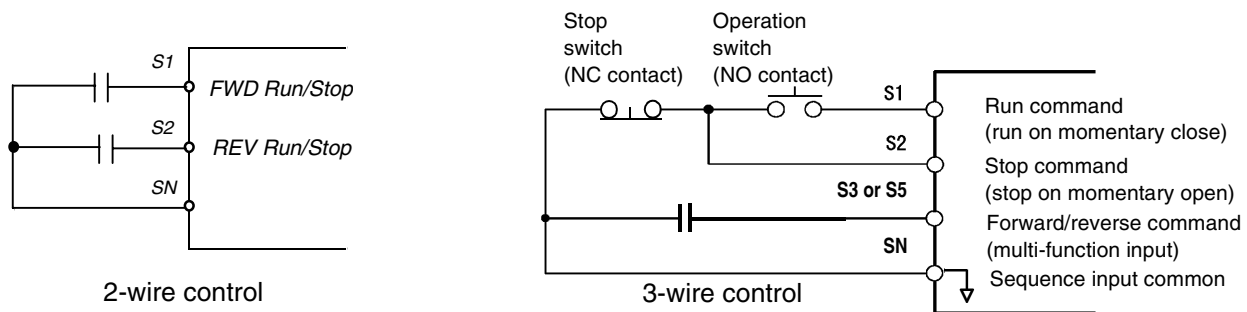 S1
FWD Run/Stop
S2
REV Run/Stop
SN
2-wire control
Stop
switch
(NC contact)
Operation
switch
(NO contact)
S1
Run command
(run on momentary close)
S2
Stop command
(stop on momentary open)
S3 or S5
Forward/reverse command
(multi-function input)
SN
Sequence input common
3-wire control